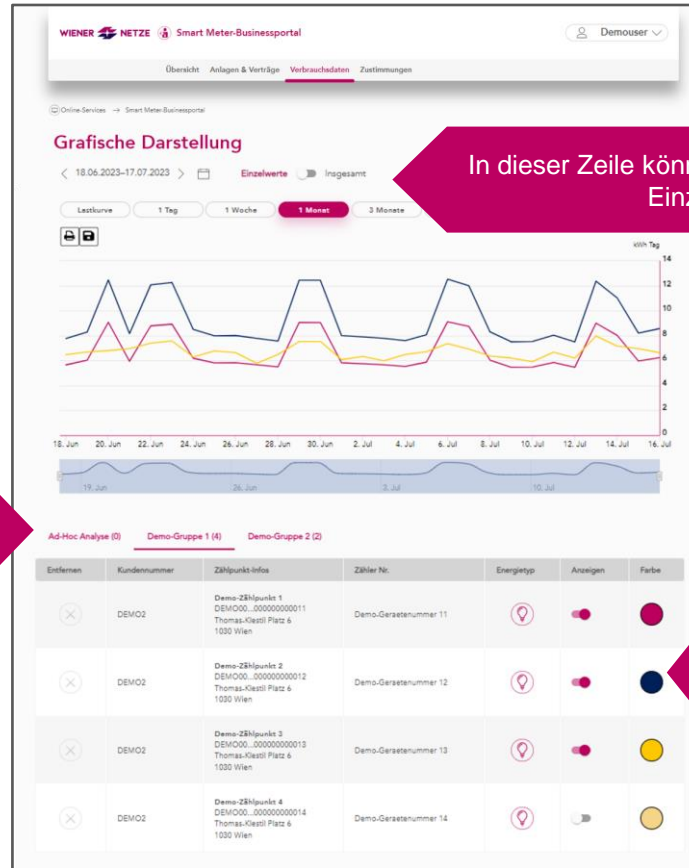 WIENER NETZE Smart Meter-Businessportal
Demouser
Übersicht Anlagen & Verträge Verbrauchsdaten Zustimmungen
Online-Services → Smart Meter-Businessportal
Grafische Darstellung
18.06.2023–17.07.2023 Einzelwerte Insgesamt
In dieser Zeile könn
Einz
Lastkurve 1 Tag 1 Woche 1 Monat 3 Monate
kWh Tag
14
12
10
8
6
4
2
0
18. Jun 20. Jun 22. Jun 24. Jun 26. Jun 28. Jun 30. Jun 2. Jul 4. Jul 6. Jul 8. Jul 10. Jul 12. Jul 14. Jul 16. Jul
19. Jun 26. Jun 3. Jul 10. Jul
Ad-Hoc Analyse (0) Demo-Gruppe 1 (4) Demo-Gruppe 2 (2)
Entfernen Kundennummer Zählpunkt-Infos Zähler Nr. Energietyp Anzeigen Farbe
Demo-Zählpunkt 1
DEMO2 DEMO00...000000000011 Demo-Geraetenummer 11
Thomas-Klestil Platz 6
1030 Wien
Demo-Zählpunkt 2
DEMO2 DEMO00...000000000012 Demo-Geraetenummer 12
Thomas-Klestil Platz 6
1030 Wien
Demo-Zählpunkt 3
DEMO2 DEMO00...000000000013 Demo-Geraetenummer 13
Thomas-Klestil Platz 6
1030 Wien
Demo-Zählpunkt 4
DEMO2 DEMO00...000000000014 Demo-Geraetenummer 14
Thomas-Klestil Platz 6
1030 Wien